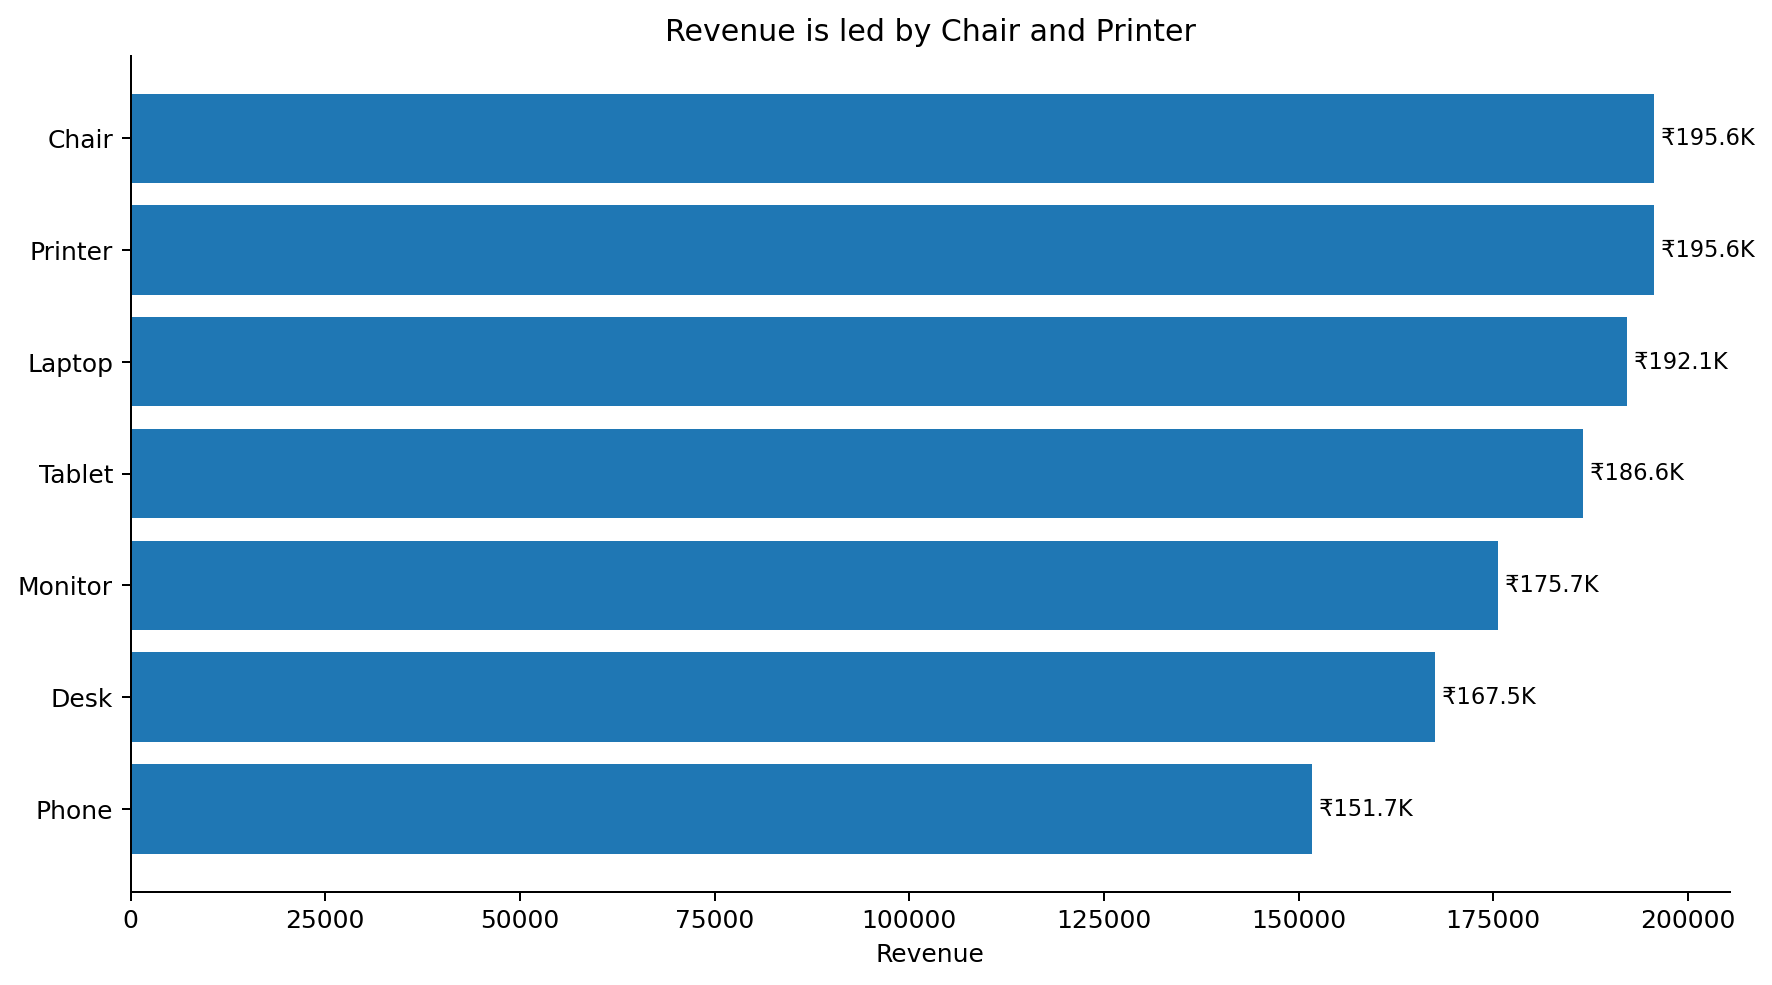 Revenue is led by Chair and Printer
Chair ₹195.6K
Printer ₹195.6K
Laptop ₹192.1K
Tablet ₹186.6K
Monitor ₹175.7K
Desk ₹167.5K
Phone ₹151.7K
0 25000 50000 75000 100000 125000 150000 175000 200000
Revenue